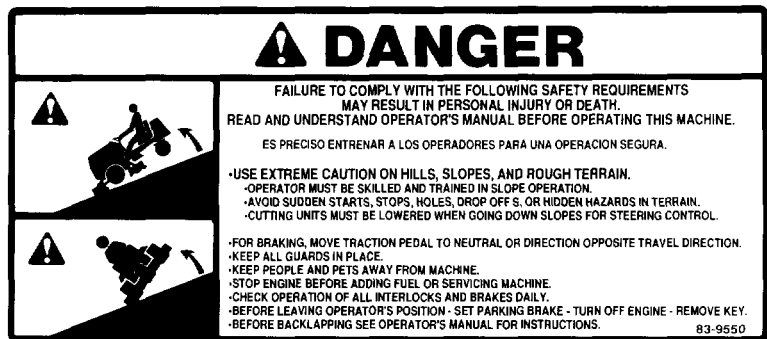 DANGER
FAILURE TO COMPLY WITH THE FOLLOWING SAFETY REQUIREMENTS
MAY RESULT IN PERSONAL INJURY OR DEATH.
READ AND UNDERSTAND OPERATOR'S MANUAL BEFORE OPERATING THIS MACHINE.
ES PRECISO ENTRENAR A LOS OPERADORES PARA UNA OPERACION SEGURA.
•USE EXTREME CAUTION ON HILLS, SLOPES, AND ROUGH TERRAIN.
•OPERATOR MUST BE SKILLED AND TRAINED IN SLOPE OPERATION.
•AVOID SUDDEN STARTS, STOPS, HOLES, DROP OFF S, OR HIDDEN HAZARDS IN TERRAIN.
•CUTTING UNITS MUST BE LOWERED WHEN GOING DOWN SLOPES FOR STEERING CONTROL.
•FOR BRAKING, MOVE TRACTION PEDAL TO NEUTRAL OR DIRECTION OPPOSITE TRAVEL DIRECTION.
•KEEP ALL GUARDS IN PLACE.
•KEEP PEOPLE AND PETS AWAY FROM MACHINE.
•STOP ENGINE BEFORE ADDING FUEL OR SERVICING MACHINE.
•CHECK OPERATION OF ALL INTERLOCKS AND BRAKES DAILY.
•BEFORE LEAVING OPERATOR'S POSITION - SET PARKING BRAKE - TURN OFF ENGINE - REMOVE KEY.
•BEFORE BACKLAPPING SEE OPERATOR'S MANUAL FOR INSTRUCTIONS.
83-9550